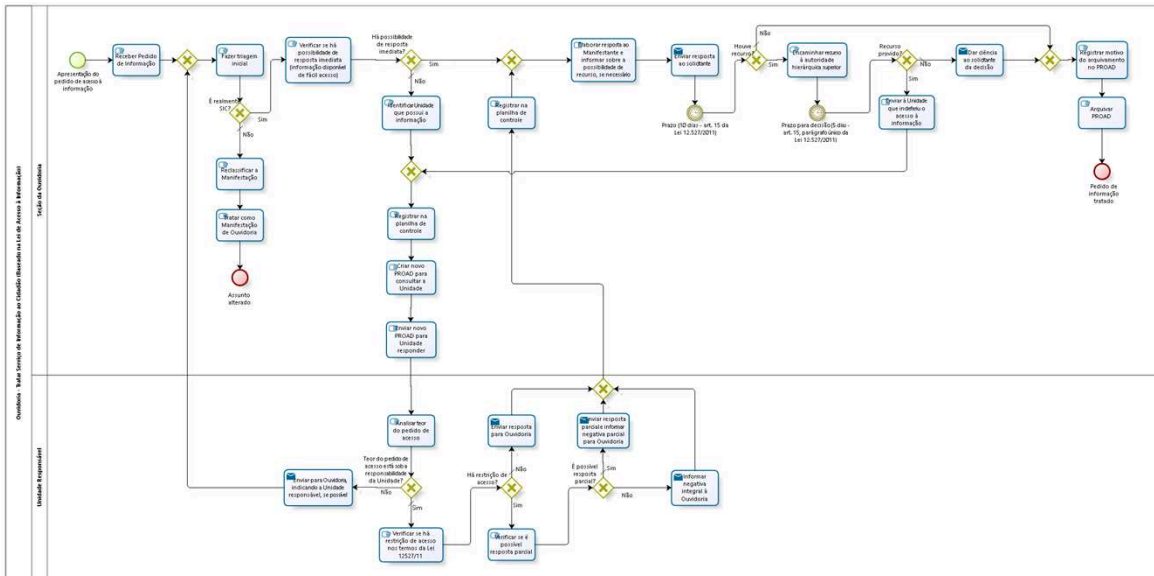 Ouvidoria - Tratar Serviço de Informação ao Cidadão (Baseado na Lei de Acesso à Informação)
Seção da Ouvidoria
Apresentação do
pedido de acesso à
informação
Receber Pedido
de Informação
Fazer triagem
inicial
É realmente
SIC?
Sim
Não
Reclassificar a
Manifestação
Tratar como
Manifestação
de Ouvidoria
Assunto
alterado
Verificar se há
possibilidade de
resposta imediata
(informação disponível
de fácil acesso)
Há possibilidade
de resposta
imediata?
Sim
Não
Identificar Unidade
que possui a
informação
Registrar na
planilha de
controle
Criar novo
PROAD para
consultar a
Unidade
Enviar novo
PROAD para
Unidade
responder
Registrar na
planilha de
controle
Elaborar resposta ao
Manifestante e
informar sobre a
possibilidade de
recurso, se necessário
Enviar resposta
ao solicitante
Prazo (10 dias - art. 15 da
Lei 12.527/2011)
Houve
recurso?
Não
Sim
Encaminhar recurso
à autoridade
hierárquica superior
Prazo para decisão (5 dias -
art. 15, parágrafo único da
Lei 12.527/2011)
Recurso
provido?
Não
Sim
Enviar à Unidade
que indeferiu o
acesso à
informação
Dar ciência
ao solicitante
da decisão
Registrar motivo
do arquivamento
no PROAD
Arquivar
PROAD
Pedido de
informação
tratado
Unidade Responsável
Analisar teor
do pedido de
acesso
Teor do pedido de
acesso está sob a
responsabilidade
da Unidade?
Não
Sim
Enviar para Ouvidoria,
indicando a Unidade
responsável, se possível
Verificar se há
restrição de acesso
nos termos da Lei
12527/11
Há restrição de
acesso?
Não
Sim
Enviar resposta
para Ouvidoria
Verificar se é
possível
resposta parcial
É possível
resposta
parcial?
Sim
Não
Enviar resposta
parcial e informar
negativa parcial
para Ouvidoria
Informar
negativa
integral à
Ouvidoria